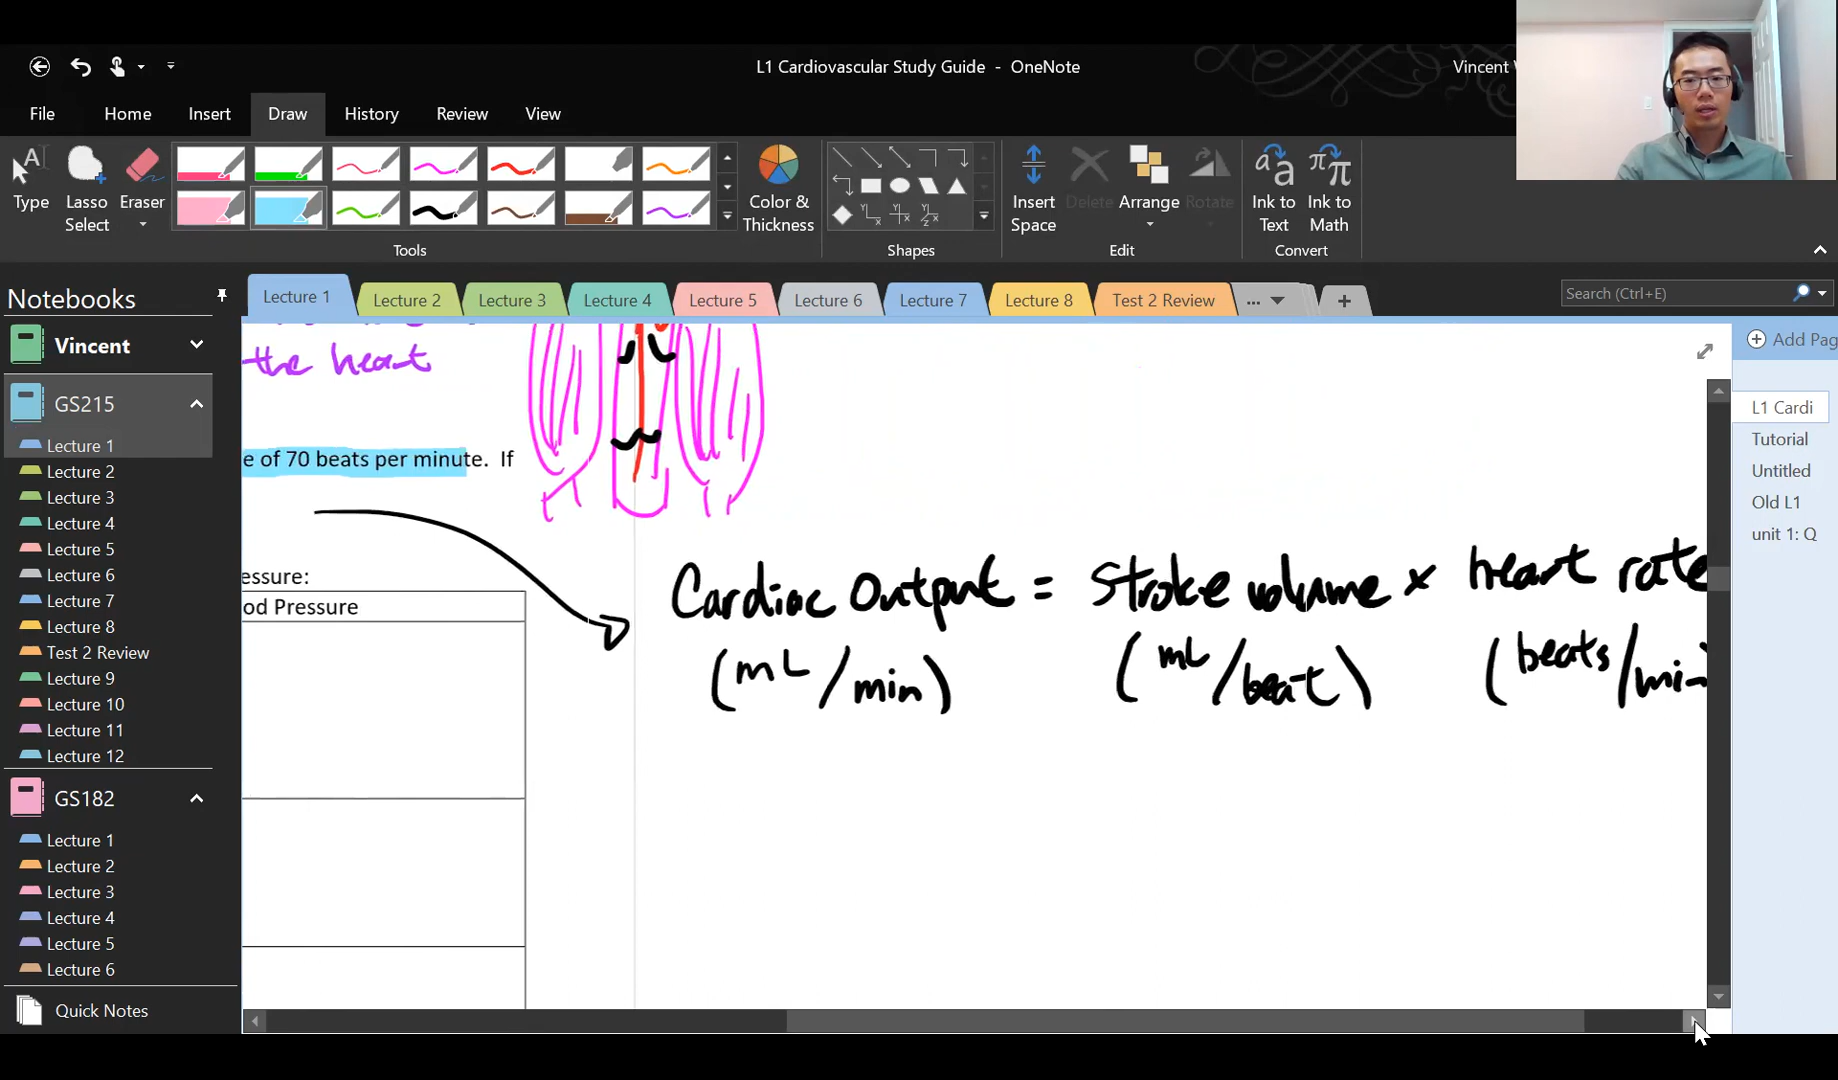 L1 Cardiovascular Study Guide - OneNote
Vincent
File Home Insert Draw History Review View
Type
Lasso Select
Eraser
Color & Thickness
Insert Space
Delete
Arrange
Rotate
Ink to Text
Ink to Math
Tools
Shapes
Edit
Convert
Notebooks
Lecture 1 Lecture 2 Lecture 3 Lecture 4 Lecture 5 Lecture 6 Lecture 7 Lecture 8 Test 2 Review ...
Search (Ctrl+E)
Vincent
GS215
Lecture 1
Lecture 2
Lecture 3
Lecture 4
Lecture 5
Lecture 6
Lecture 7
Lecture 8
Test 2 Review
Lecture 9
Lecture 10
Lecture 11
Lecture 12
GS182
Lecture 1
Lecture 2
Lecture 3
Lecture 4
Lecture 5
Lecture 6
Quick Notes
the heart
e of 70 beats per minute. If
essure:
od Pressure
Cardiac Output = Stroke volume x heart rate
(mL/min) (mL/beat) (beats/min)
Add Pag
L1 Cardi
Tutorial
Untitled
Old L1
unit 1: Q